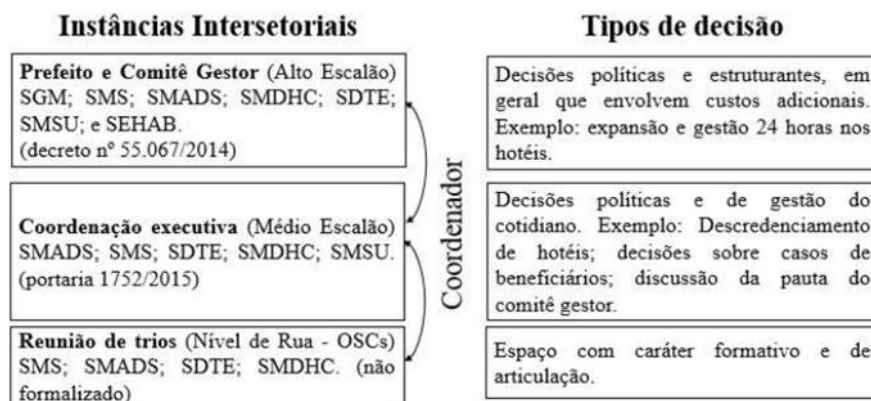 Instâncias Intersetoriais
Prefeito e Comitê Gestor (Alto Escalão)
SGM; SMS; SMADS; SMDHC; SDTE;
SMSU; e SEHAB.
(decreto nº 55.067/2014)
Coordenação executiva (Médio Escalão)
SMADS; SMS; SDTE; SMDHC; SMSU.
(portaria 1752/2015)
Reunião de trios (Nível de Rua - OSCs)
SMS; SMADS; SDTE; SMDHC. (não
formalizado)
Coordenador
Tipos de decisão
Decisões políticas e estruturantes, em
geral que envolvem custos adicionais.
Exemplo: expansão e gestão 24 horas nos
hotéis.
Decisões políticas e de gestão do
cotidiano. Exemplo: Descredenciamento
de hotéis; decisões sobre casos de
beneficiários; discussão da pauta do
comitê gestor.
Espaço com caráter formativo e de
articulação.